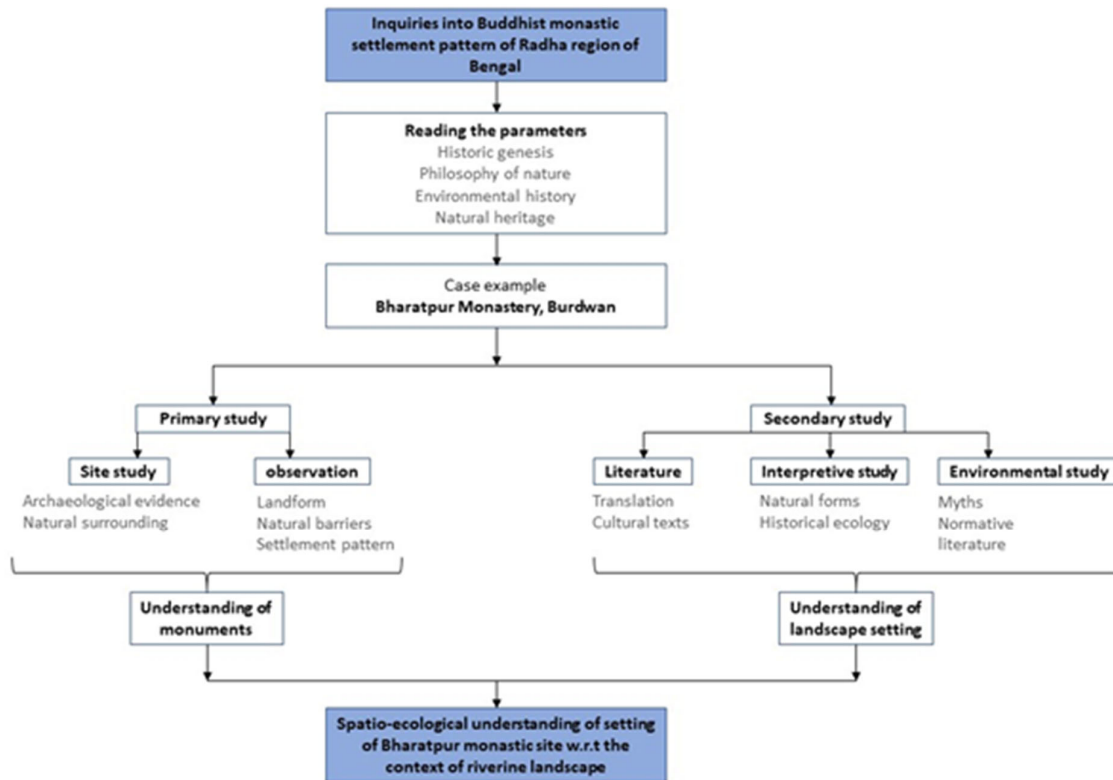 Inquiries into Buddhist monastic
settlement pattern of Radha region of
Bengal
Reading the parameters
Historic genesis
Philosophy of nature
Environmental history
Natural heritage
Case example
Bharatpur Monastery, Burdwan
Primary study
Secondary study
Site study
observation
Literature
Interpretive study
Environmental study
Archaeological evidence
Natural surrounding
Landform
Natural barriers
Settlement pattern
Translation
Cultural texts
Natural forms
Historical ecology
Myths
Normative
literature
Understanding of
monuments
Understanding of
landscape setting
Spatio-ecological understanding of setting
of Bharatpur monastic site w.r.t the
context of riverine landscape